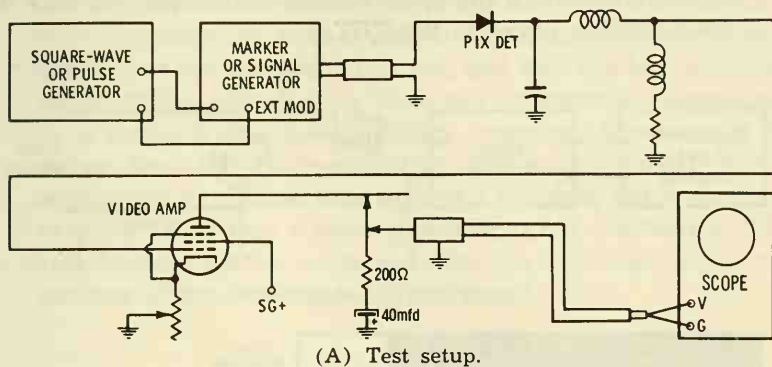 SQUARE-WAVE
OR PULSE
GENERATOR
MARKER
OR SIGNAL
GENERATOR
EXT MOD
PIX DET
VIDEO AMP
SG+
200Ω
40mfd
SCOPE
V
G
(A) Test setup.